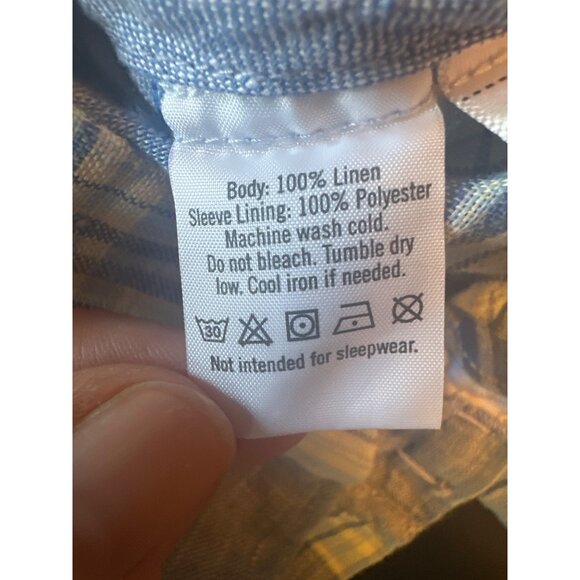 Body: 100% Linen
Sleeve Lining: 100% Polyester
Machine wash cold.
Do not bleach. Tumble dry
low. Cool iron if needed.
30
Not intended for sleepwear.